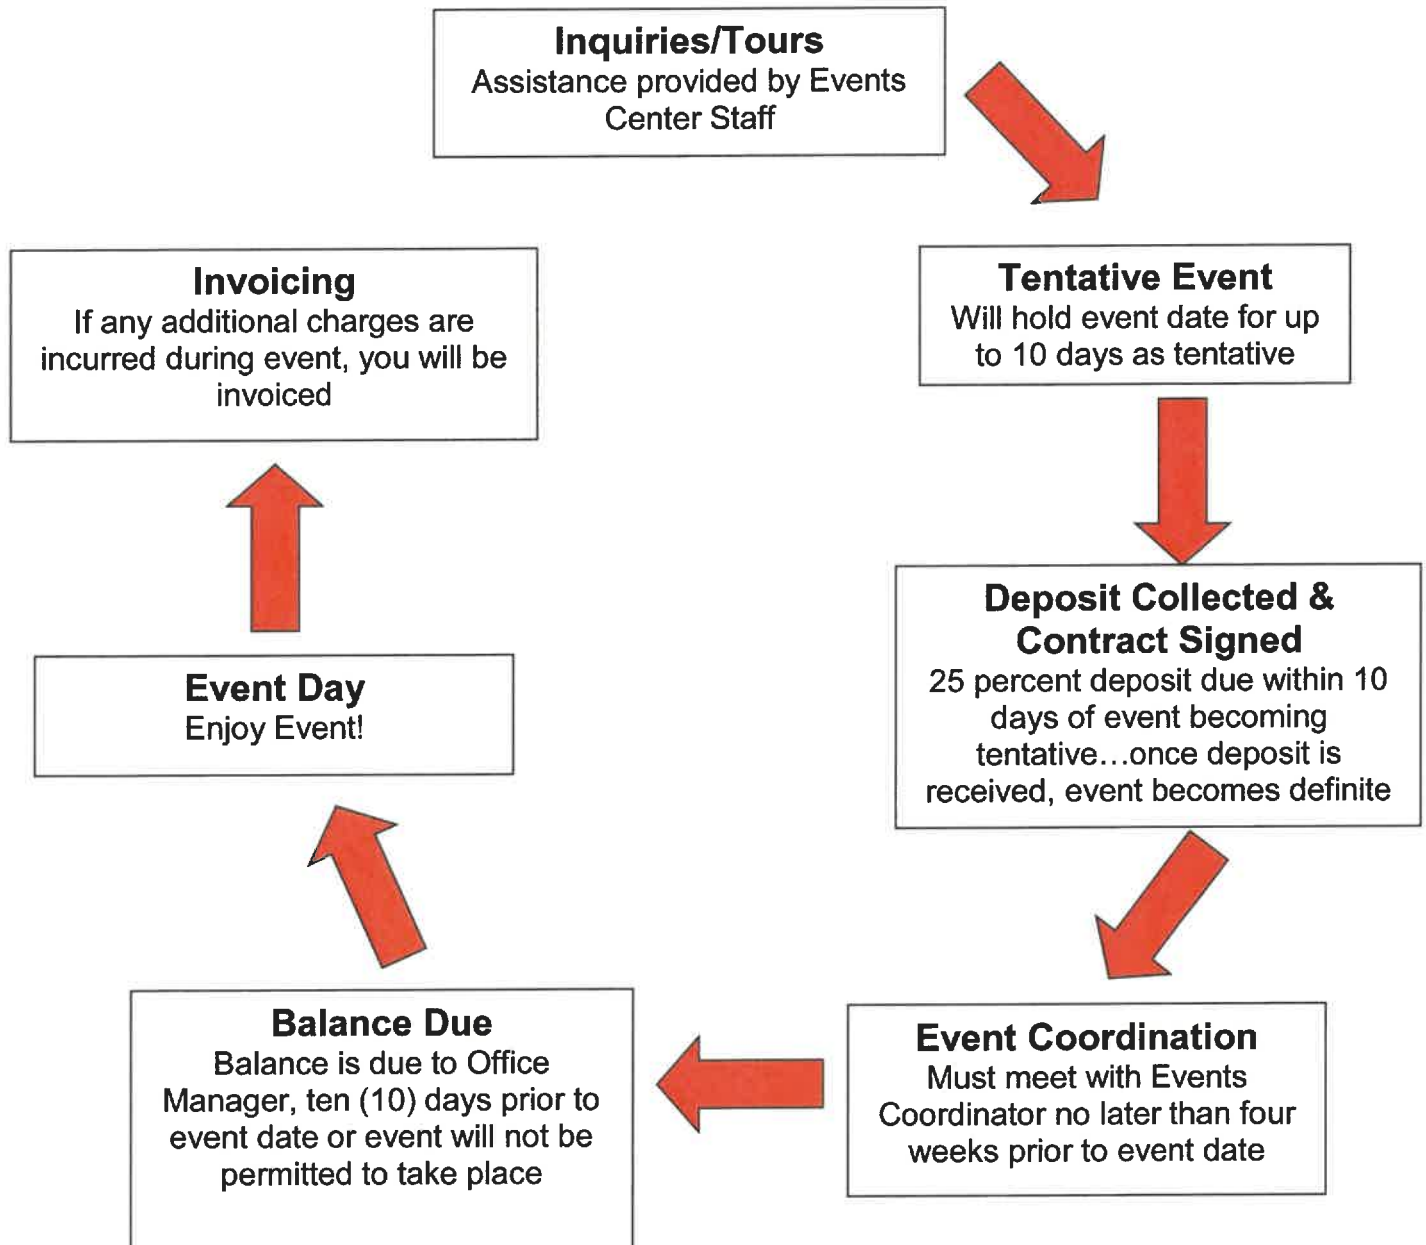 Inquiries/Tours
Assistance provided by Events
Center Staff
Tentative Event
Will hold event date for up
to 10 days as tentative
Deposit Collected &
Contract Signed
25 percent deposit due within 10
days of event becoming
tentative...once deposit is
received, event becomes definite
Event Coordination
Must meet with Events
Coordinator no later than four
weeks prior to event date
Balance Due
Balance is due to Office
Manager, ten (10) days prior to
event date or event will not be
permitted to take place
Event Day
Enjoy Event!
Invoicing
If any additional charges are
incurred during event, you will be
invoiced